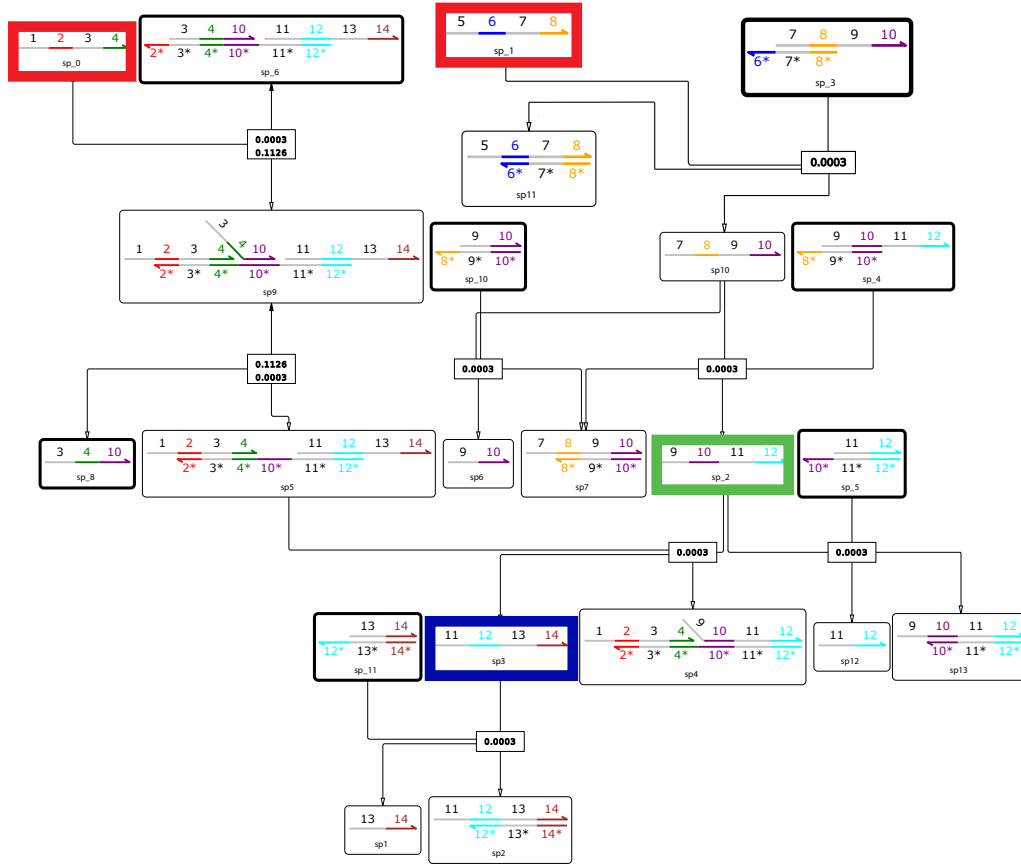 1 2 3 4
sp_0
3 4 10 11 12 13 14
2* 3* 4* 10* 11* 12*
sp_6
5 6 7 8
sp_1
7 8 9 10
6* 7* 8*
sp_3
0.0003
0.1126
5 6 7 8
6* 7* 8*
sp11
0.0003
3
4
1 2 3 4 10 11 12 13 14
2* 3* 4* 10* 11* 12*
sp9
9 10
8* 9* 10*
sp_10
7 8 9 10
sp10
9 10 11 12
8* 9* 10*
sp_4
0.1126
0.0003
0.0003
0.0003
3 4 10
sp_8
1 2 3 4 11 12 13 14
2* 3* 4* 10* 11* 12*
sp5
9 10
sp6
7 8 9 10
8* 9* 10*
sp7
9 10 11 12
sp_2
11 12
10* 11* 12*
sp_5
0.0003
0.0003
13 14
12* 13* 14*
sp_11
11 12 13 14
sp3
9
1 2 3 4 10 11 12
2* 3* 4* 10* 11* 12*
sp4
11 12
sp12
9 10 11 12
10* 11* 12*
sp13
0.0003
13 14
sp1
11 12 13 14
12* 13* 14*
sp2